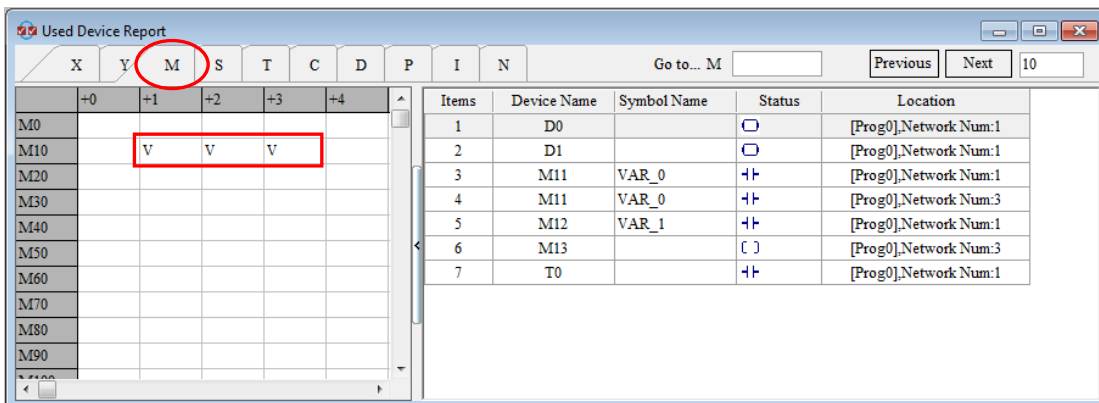 Used Device Report
X Y M S T C D P I N Go to... M Previous Next 10
+0 +1 +2 +3 +4
M0
M10 V V V
M20
M30
M40
M50
M60
M70
M80
M90
Items Device Name Symbol Name Status Location
1 D0 [Prog0],Network Num:1
2 D1 [Prog0],Network Num:1
3 M11 VAR_0 [Prog0],Network Num:1
4 M11 VAR_0 [Prog0],Network Num:3
5 M12 VAR_1 [Prog0],Network Num:1
6 M13 [Prog0],Network Num:3
7 T0 [Prog0],Network Num:1